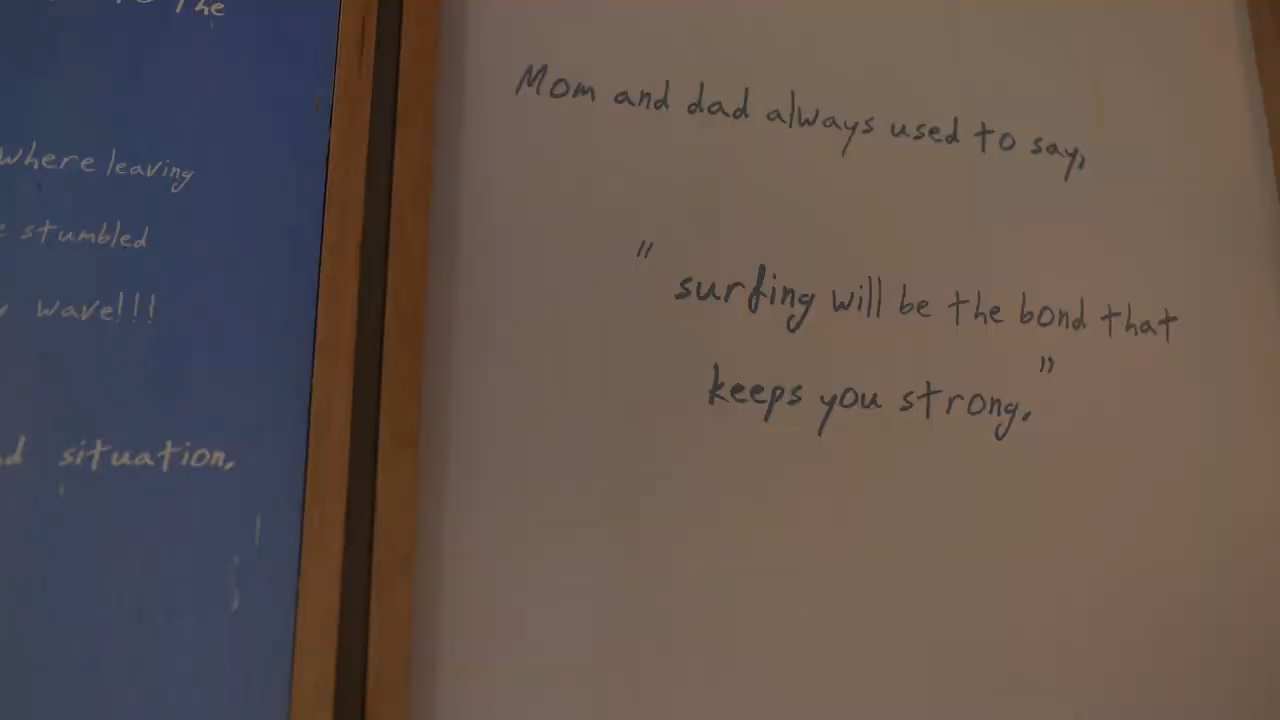 The
where leaving
stumbled
wave!!!
situation.
Mom and dad always used to say,
"surfing will be the bond that
keeps you strong."